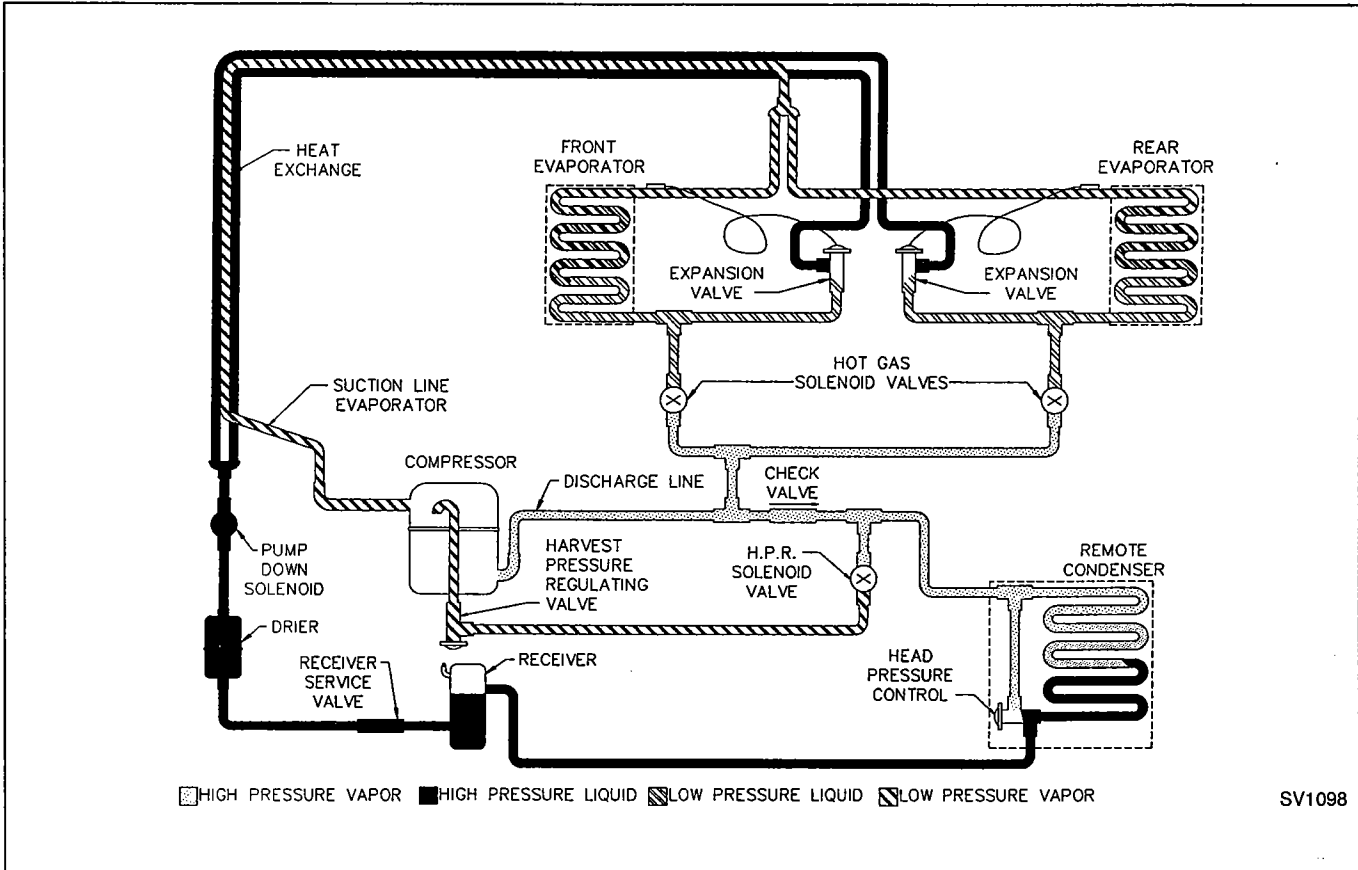 HEAT
EXCHANGE
FRONT
EVAPORATOR
REAR
EVAPORATOR
EXPANSION
VALVE
EXPANSION
VALVE
HOT GAS
SOLENOID VALVES
SUCTION LINE
EVAPORATOR
COMPRESSOR
DISCHARGE LINE
CHECK
VALVE
PUMP
DOWN
SOLENOID
HARVEST
PRESSURE
REGULATING
VALVE
H.P.R.
SOLENOID
VALVE
REMOTE
CONDENSER
DRIER
RECEIVER
SERVICE
VALVE
RECEIVER
HEAD
PRESSURE
CONTROL
HIGH PRESSURE VAPOR HIGH PRESSURE LIQUID LOW PRESSURE LIQUID LOW PRESSURE VAPOR
SV1098